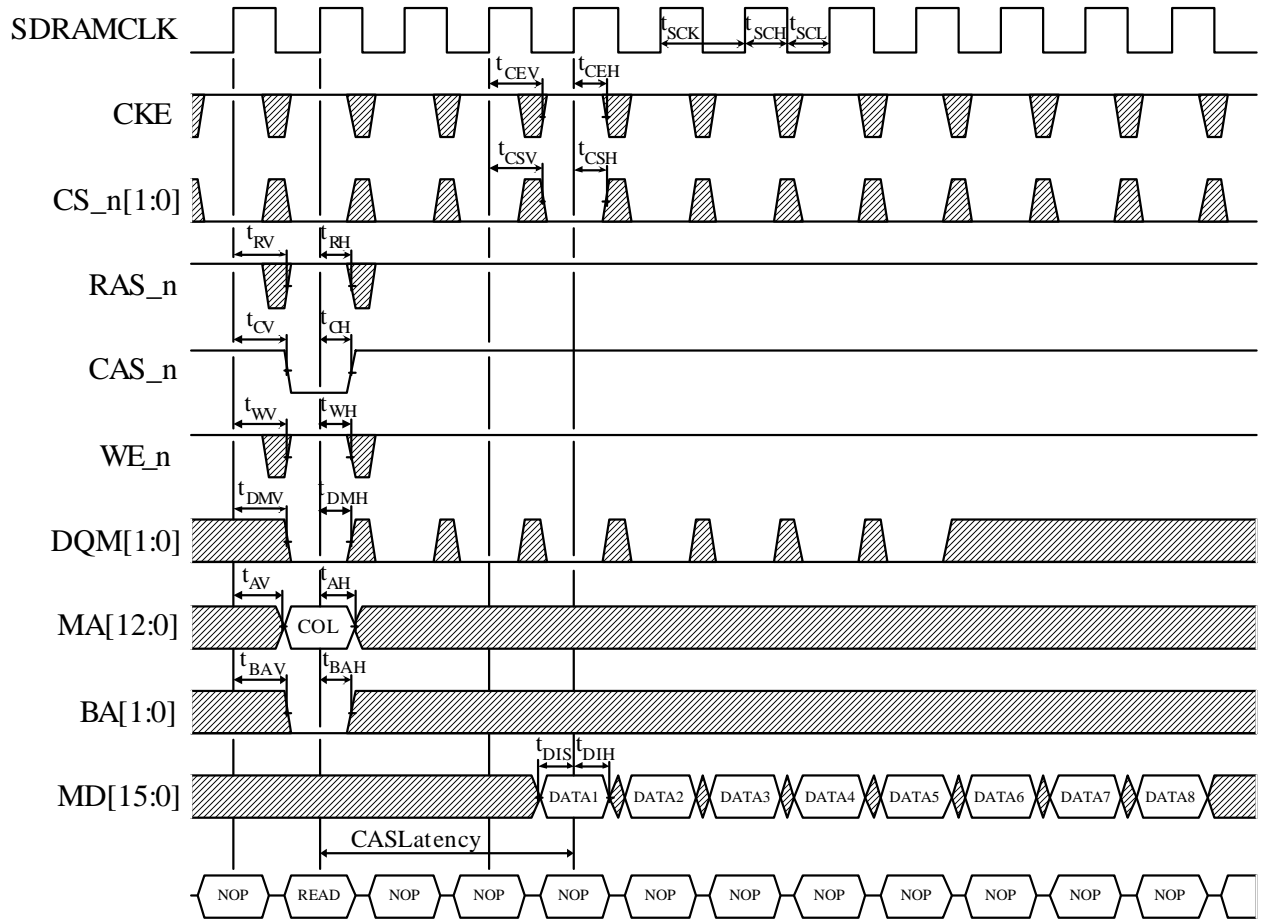 SDRAMCLK
tSCK tSCH tSCL
tCEV tCEH
CKE
tCSV tCSH
CS_n[1:0]
tRV tRH
RAS_n
tCV tCH
CAS_n
tWV tWH
WE_n
tDMV tDMH
DQM[1:0]
tAV tAH
MA[12:0]
COL
tBAV tBAH
BA[1:0]
tDIS tDIH
MD[15:0]
DATA1 DATA2 DATA3 DATA4 DATA5 DATA6 DATA7 DATA8
CASLatency
NOP READ NOP NOP NOP NOP NOP NOP NOP NOP NOP NOP